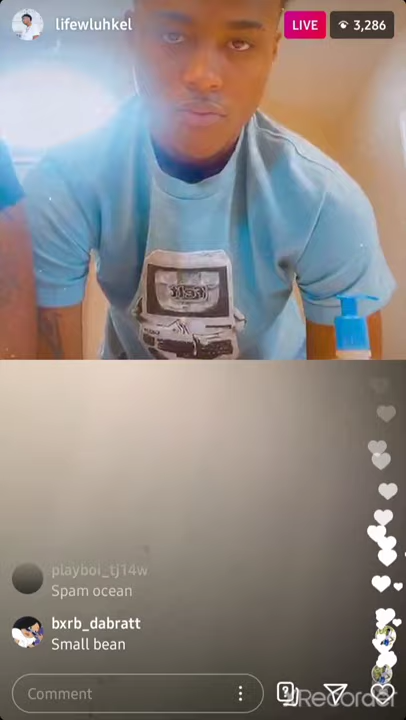 lifewluhkel
LIVE
3,286
playboi_tj14w
Spam ocean
bxrb_dabratt
Small bean
Comment
Recorder